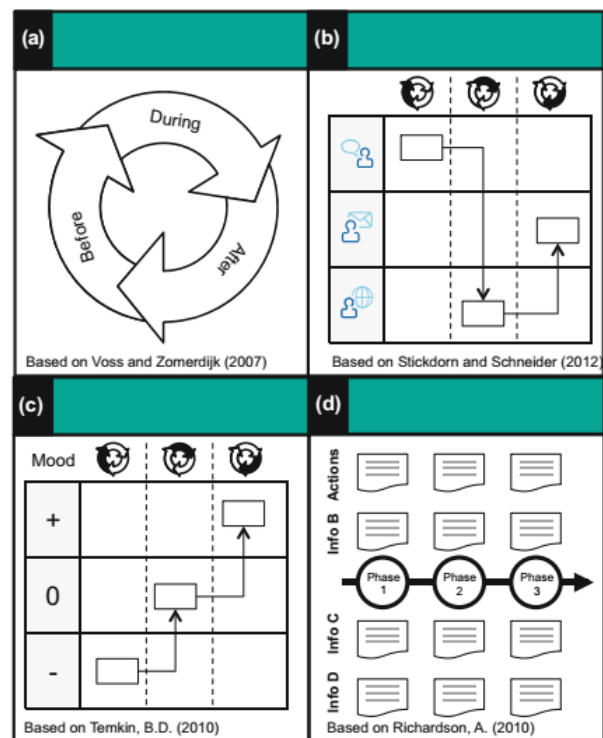 (a)
During
Before
After
Based on Voss and Zomerdijk (2007)
(b)
Based on Stickdorn and Schneider (2012)
(c)
Mood
+
0
-
Based on Temkin, B.D. (2010)
(d)
Actions
Info B
Phase
1
Phase
2
Phase
3
Info C
Info D
Based on Richardson, A. (2010)